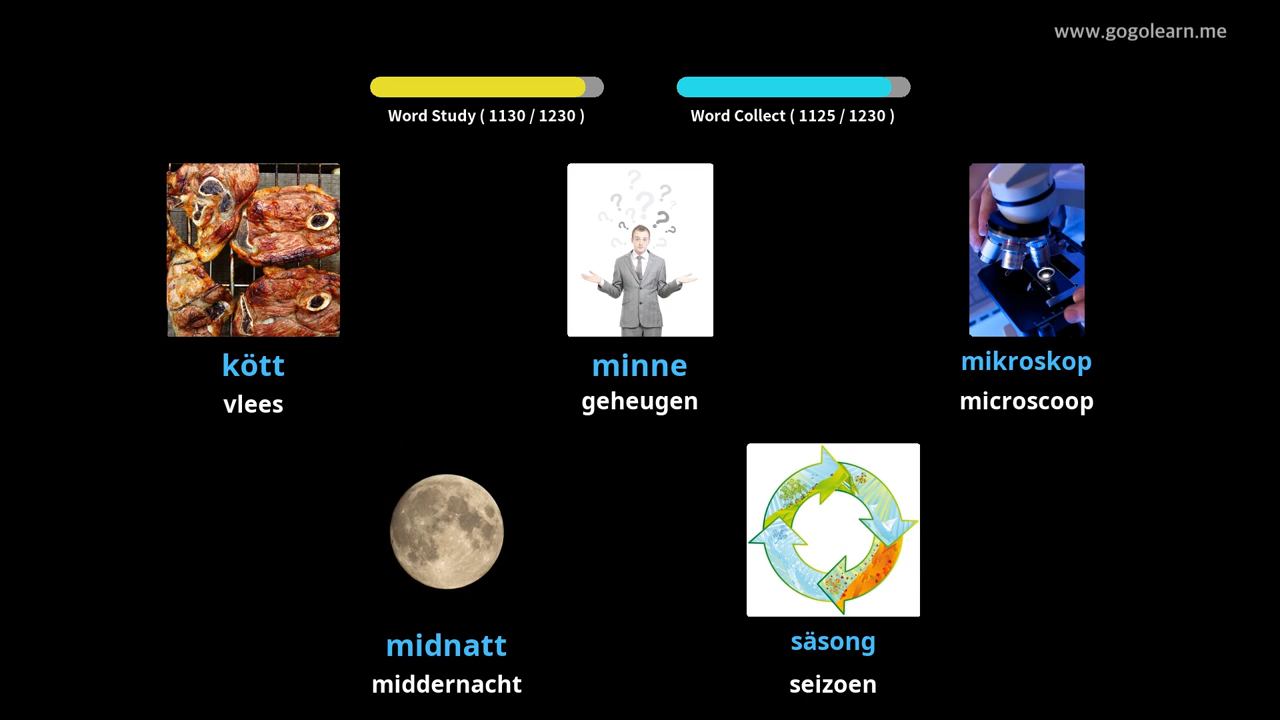 www.gogolearn.me
Word Study ( 1130 / 1230 )
Word Collect ( 1125 / 1230 )
kött
vlees
minne
geheugen
mikroskop
microscoop
midnatt
middernacht
säsong
seizoen